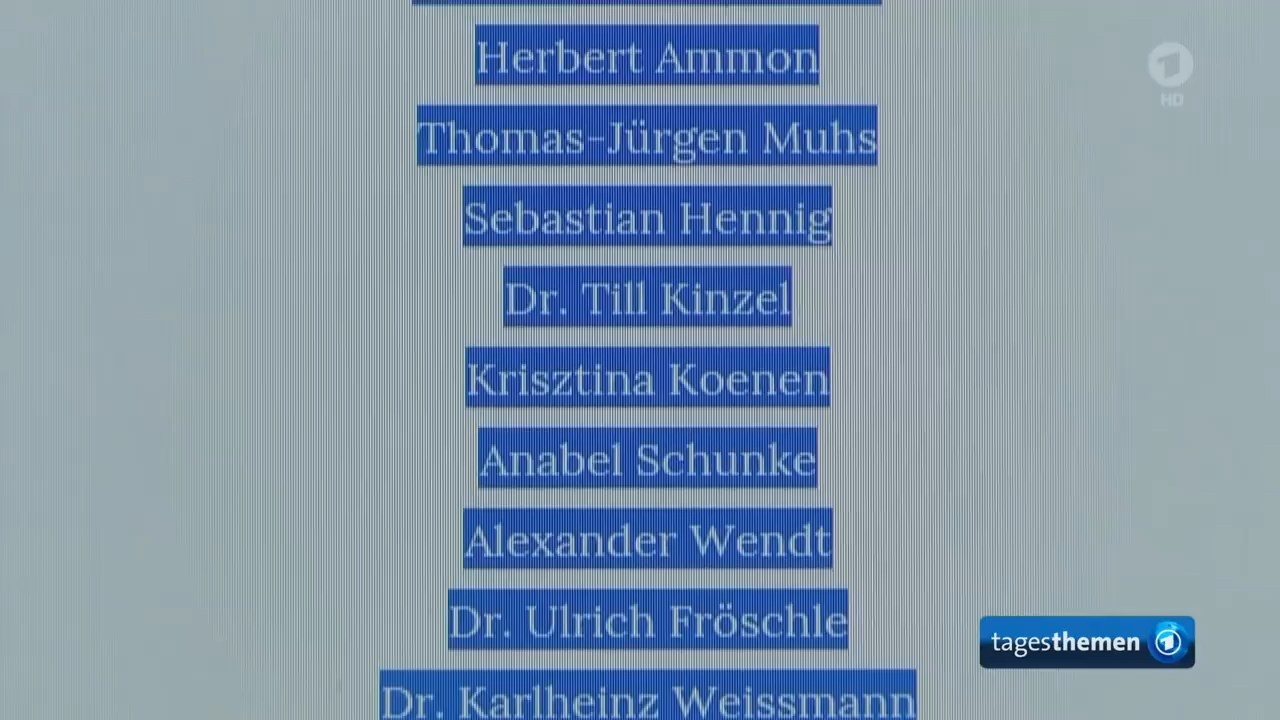 Herbert Ammon
HD
Thomas-Jürgen Muhs
Sebastian Hennig
Dr. Till Kinzel
Krisztina Koenen
Anabel Schunke
Alexander Wendt
Dr. Ulrich Fröschle
tagesthemen
Dr. Karlheinz Weissmann